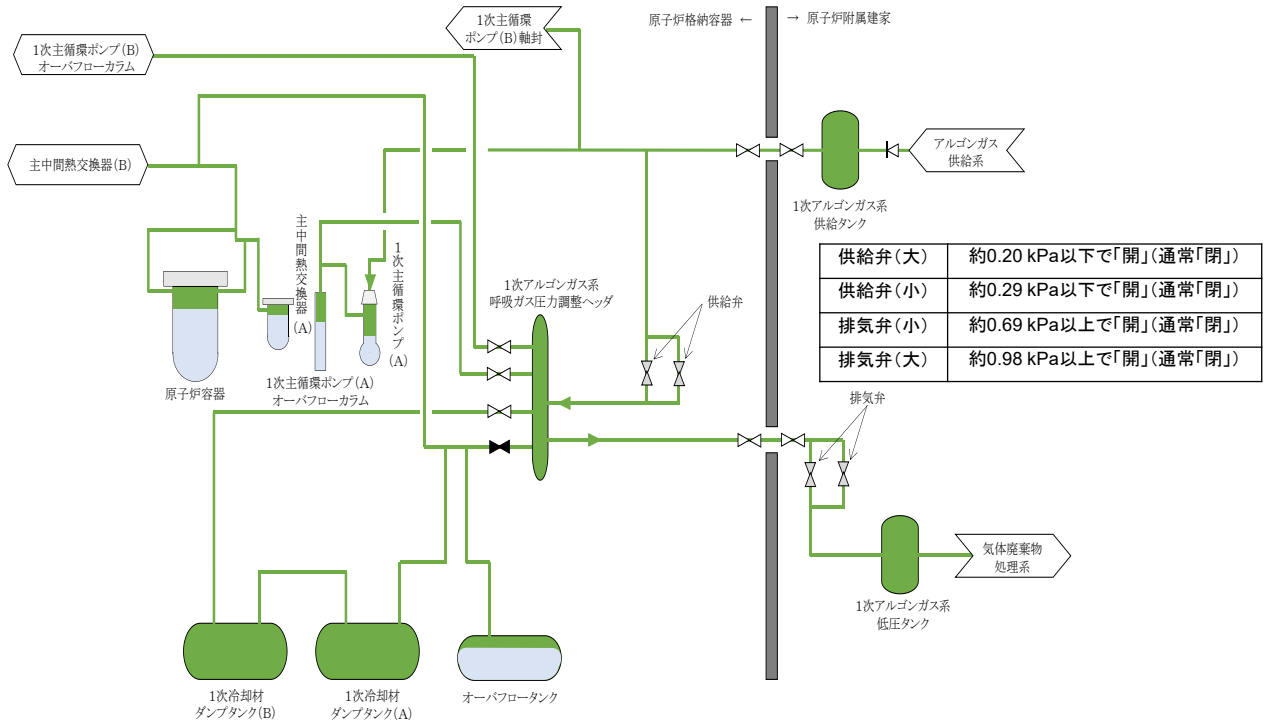 1次主循環
ポンプ(B)軸封
原子炉格納容器 ←
→ 原子炉附属建家
1次主循環ポンプ(B)
オーバフローカラム
主中間熱交換器(B)
アルゴンガス
供給系
1次アルゴンガス系
供給タンク
主中間熱交換器(A)
1次主循環ポンプ(A)
供給弁(大) 約0.20 kPa以下で「開」(通常「閉」)
供給弁(小) 約0.29 kPa以下で「開」(通常「閉」)
排気弁(小) 約0.69 kPa以上で「開」(通常「閉」)
排気弁(大) 約0.98 kPa以上で「開」(通常「閉」)
1次アルゴンガス系
呼吸ガス圧力調整ヘッダ
供給弁
原子炉容器
1次主循環ポンプ(A)
オーバフローカラム
排気弁
気体廃棄物
処理系
1次アルゴンガス系
低圧タンク
1次冷却材
ダンプタンク(B)
1次冷却材
ダンプタンク(A)
オーバフロータンク